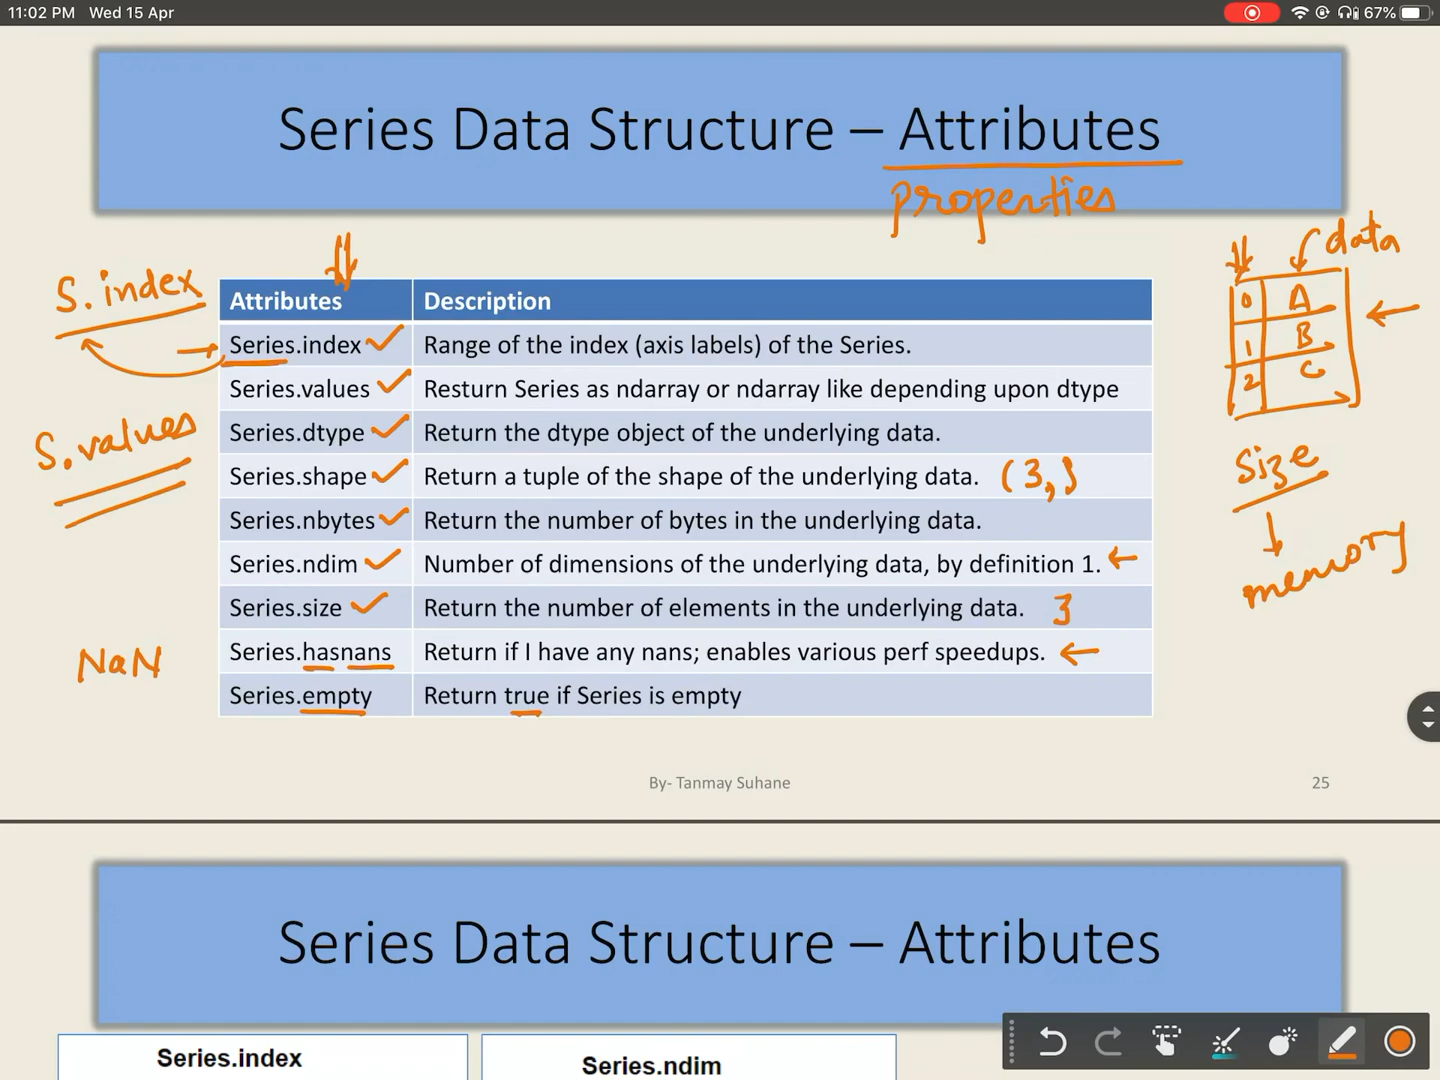 11:02 PM Wed 15 Apr 67%
Series Data Structure – Attributes
properties
data
S.index
Attributes Description
0 A
Series.index Range of the index (axis labels) of the Series.
1 B
Series.values Resturn Series as ndarray or ndarray like depending upon dtype
2 C
S.values
Series.dtype Return the dtype object of the underlying data.
Series.shape Return a tuple of the shape of the underlying data. (3,)
Size
Series.nbytes Return the number of bytes in the underlying data.
Series.ndim Number of dimensions of the underlying data, by definition 1.
memory
Series.size Return the number of elements in the underlying data. 3
NaN
Series.hasnans Return if I have any nans; enables various perf speedups.
Series.empty Return true if Series is empty
By- Tanmay Suhane 25
Series Data Structure – Attributes
Series.index Series.ndim